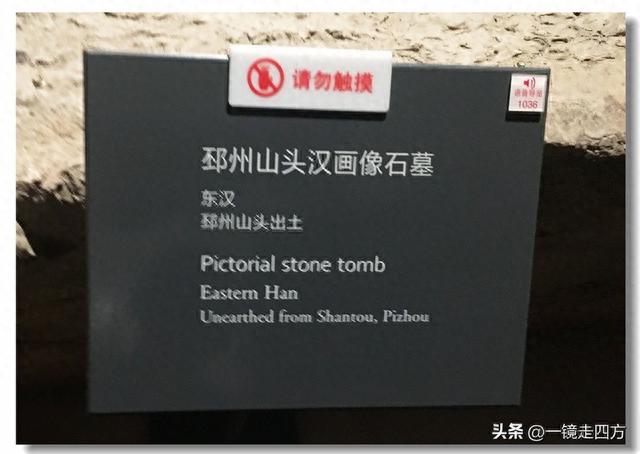 请勿触摸
语音导览
1036
邳州山头汉画像石墓
东汉
邳州山头出土
Pictorial stone tomb
Eastern Han
Unearthed from Shantou, Pizhou
头条 @一镜走四方